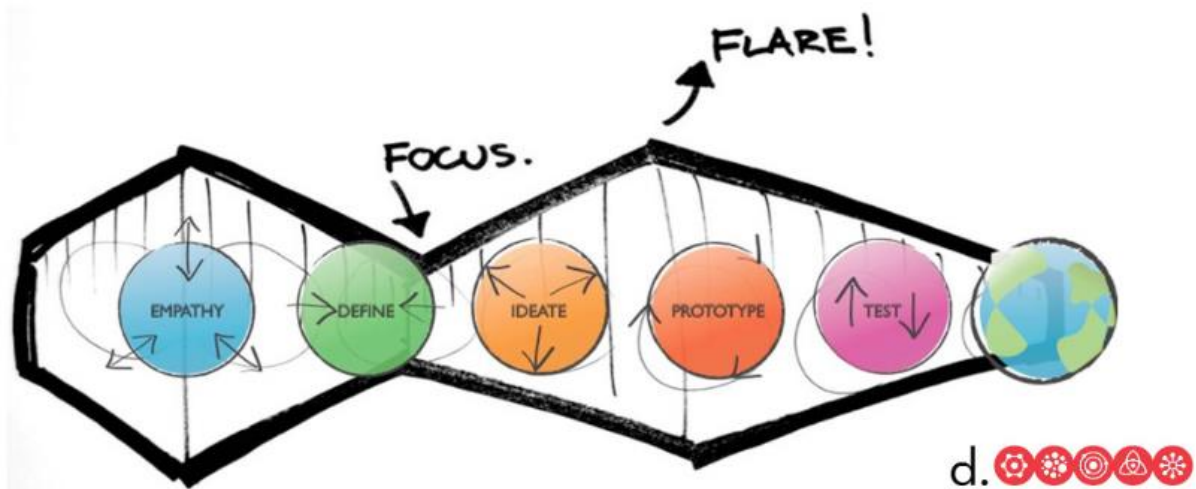 FLARE!
FOCUS.
EMPATHY
DEFINE
IDEATE
PROTOTYPE
TEST
d.